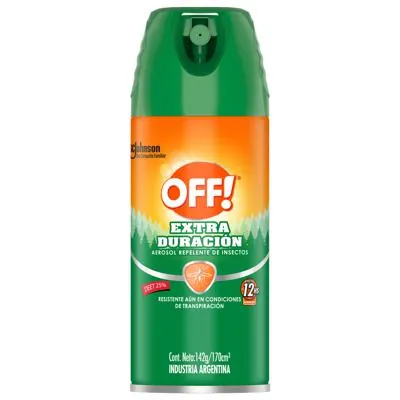 SC Johnson
OFF!
EXTRA
DURACIÓN
AEROSOL REPELENTE DE INSECTOS
DEET 25%
12 HS
RESISTENTE AÚN EN CONDICIONES
DE TRANSPIRACIÓN
Cont. Neto: 142g/170cm³
INDUSTRIA ARGENTINA